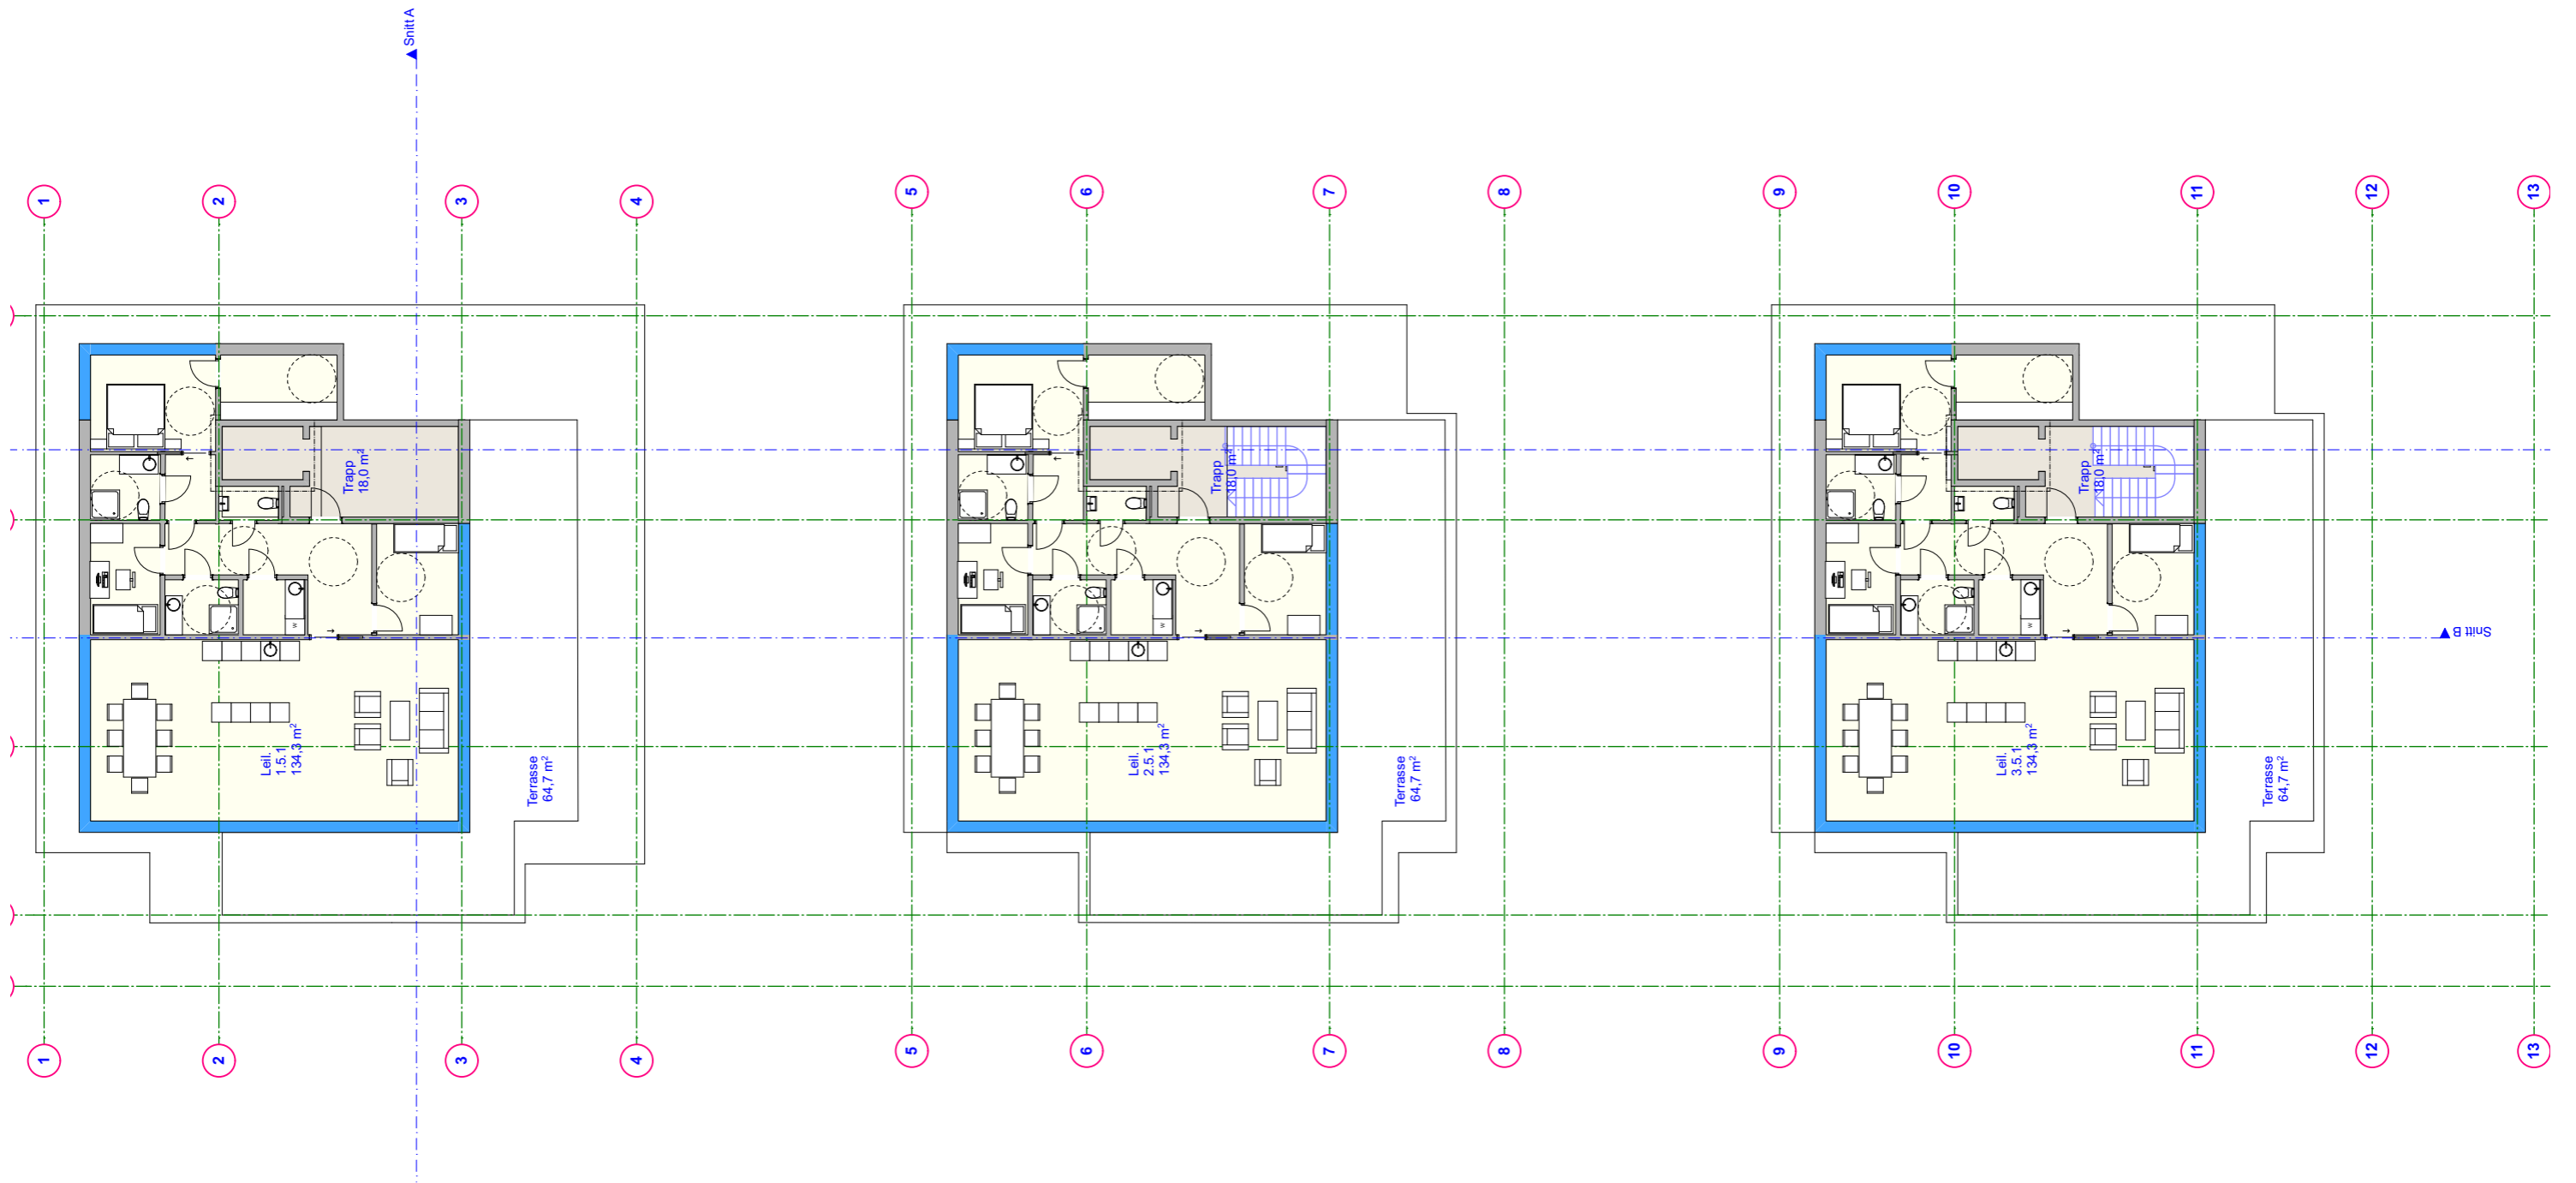 Snitt A
1
2
3
4
5
6
7
8
9
10
11
12
13
Trapp
18,0 m²
Trapp
18,0 m²
Trapp
18,0 m²
W
W
W
Snitt B
Leil.
1.5.1
134,3 m²
Terrasse
64,7 m²
Leil.
2.5.1
134,3 m²
Terrasse
64,7 m²
Leil.
3.5.1
134,3 m²
Terrasse
64,7 m²
1
2
3
4
5
6
7
8
9
10
11
12
13